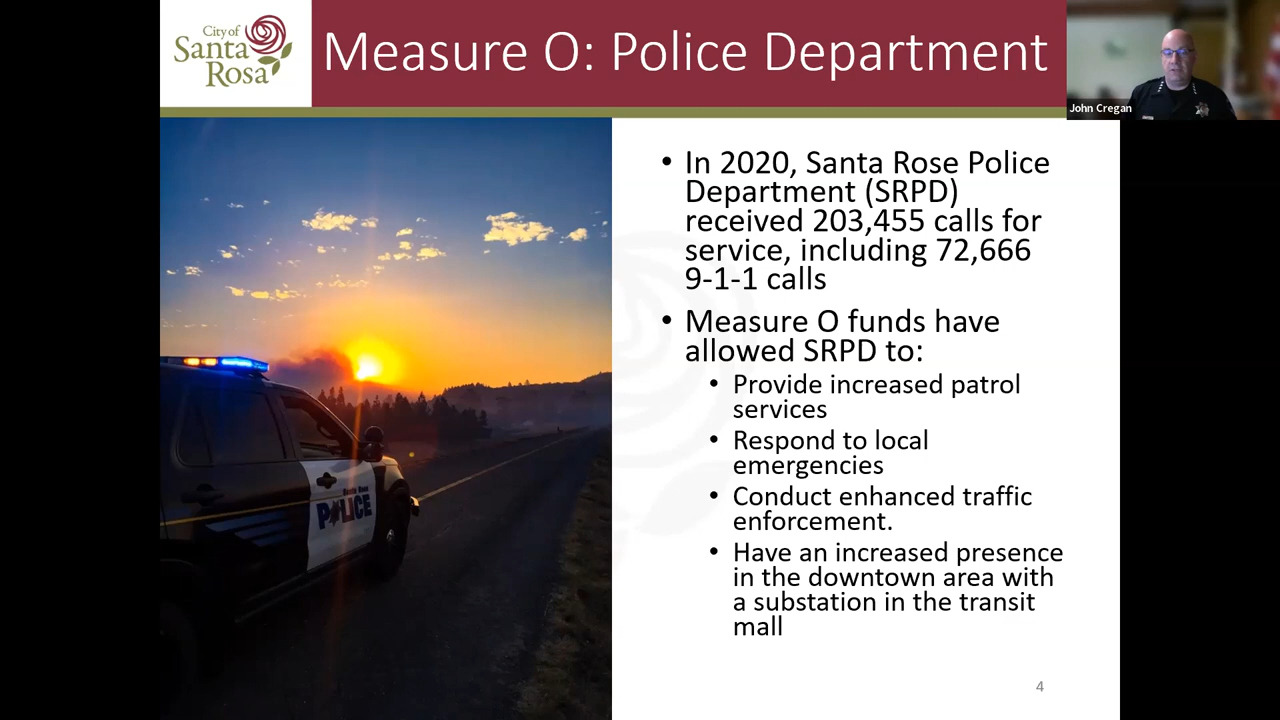 City of
Santa
Rosa
Measure O: Police Department
John Cregan
• In 2020, Santa Rose Police
Department (SRPD)
received 203,455 calls for
service, including 72,666
9-1-1 calls
• Measure O funds have
allowed SRPD to:
• Provide increased patrol
services
• Respond to local
emergencies
• Conduct enhanced traffic
enforcement.
• Have an increased presence
in the downtown area with
a substation in the transit
mall
Santa Rosa
POLICE
4